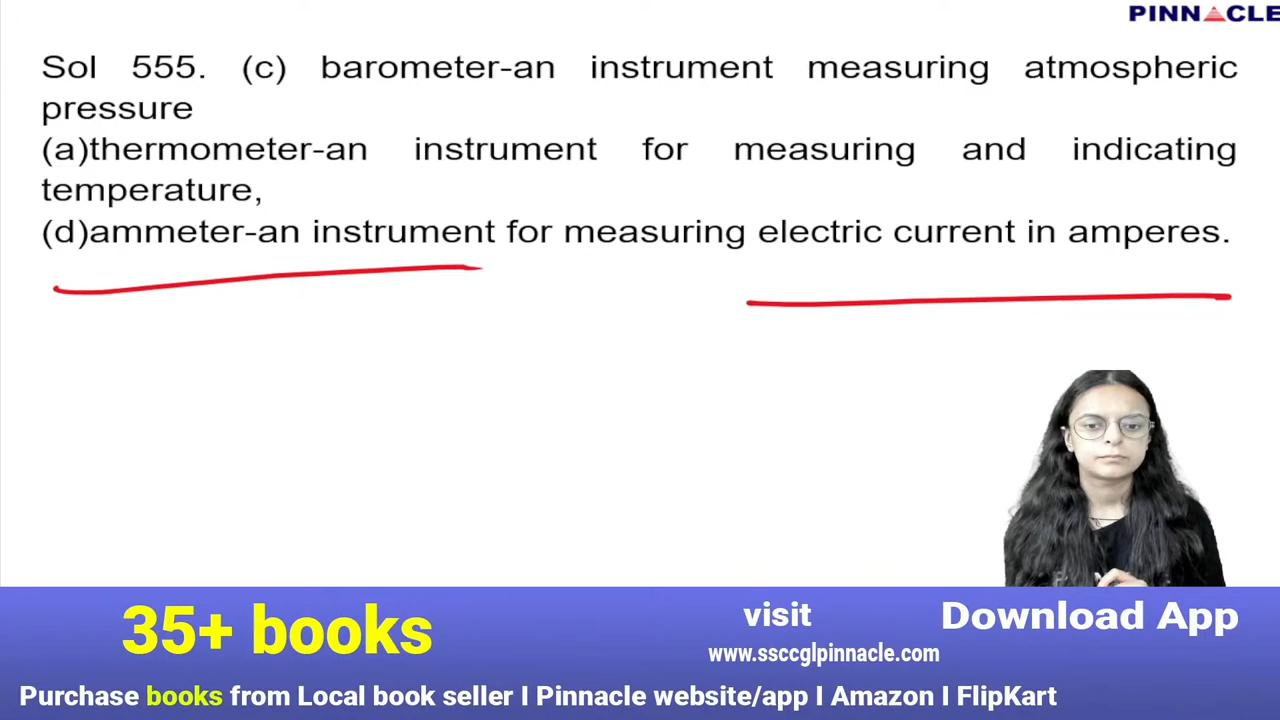 PINNACLE
Sol 555. (c) barometer-an instrument measuring atmospheric
pressure
(a)thermometer-an instrument for measuring and indicating
temperature,
(d)ammeter-an instrument for measuring electric current in amperes.
35+ books
visit
www.ssccglpinnacle.com
Download App
Purchase books from Local book seller I Pinnacle website/app I Amazon I FlipKart